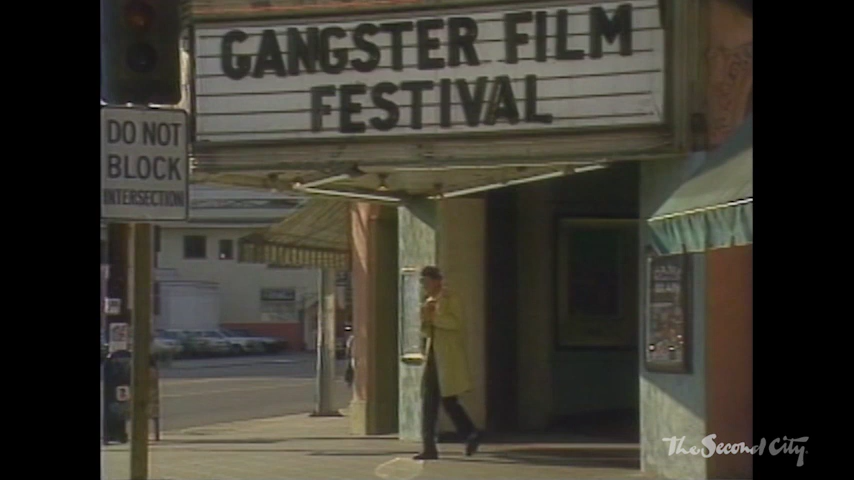 GANGSTER FILM
FESTIVAL
DO NOT
BLOCK
INTERSECTION
The Second City